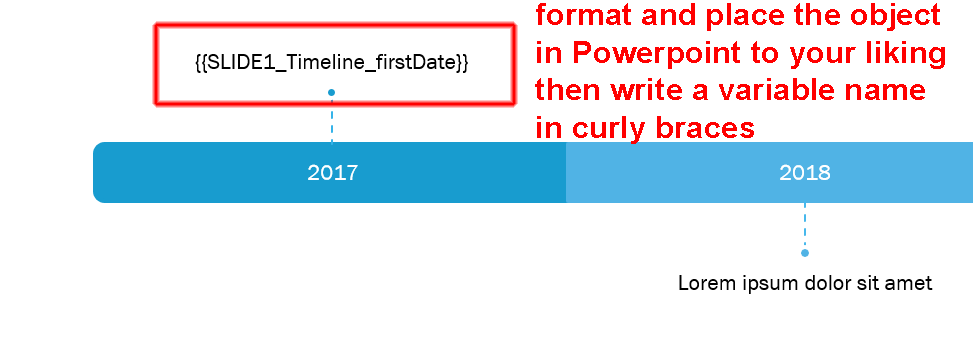 format and place the object
in Powerpoint to your liking
then write a variable name
in curly braces
{{SLIDE1_Timeline_firstDate}}
2017
2018
Lorem ipsum dolor sit amet